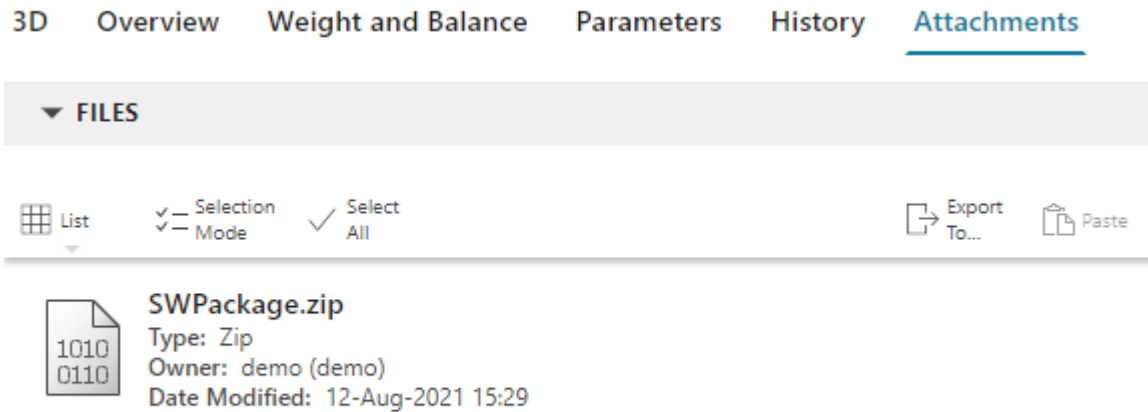 3D Overview Weight and Balance Parameters History Attachments
FILES
List Selection Mode Select All Export To... Paste
1010
0110
SWPackage.zip
Type: Zip
Owner: demo (demo)
Date Modified: 12-Aug-2021 15:29